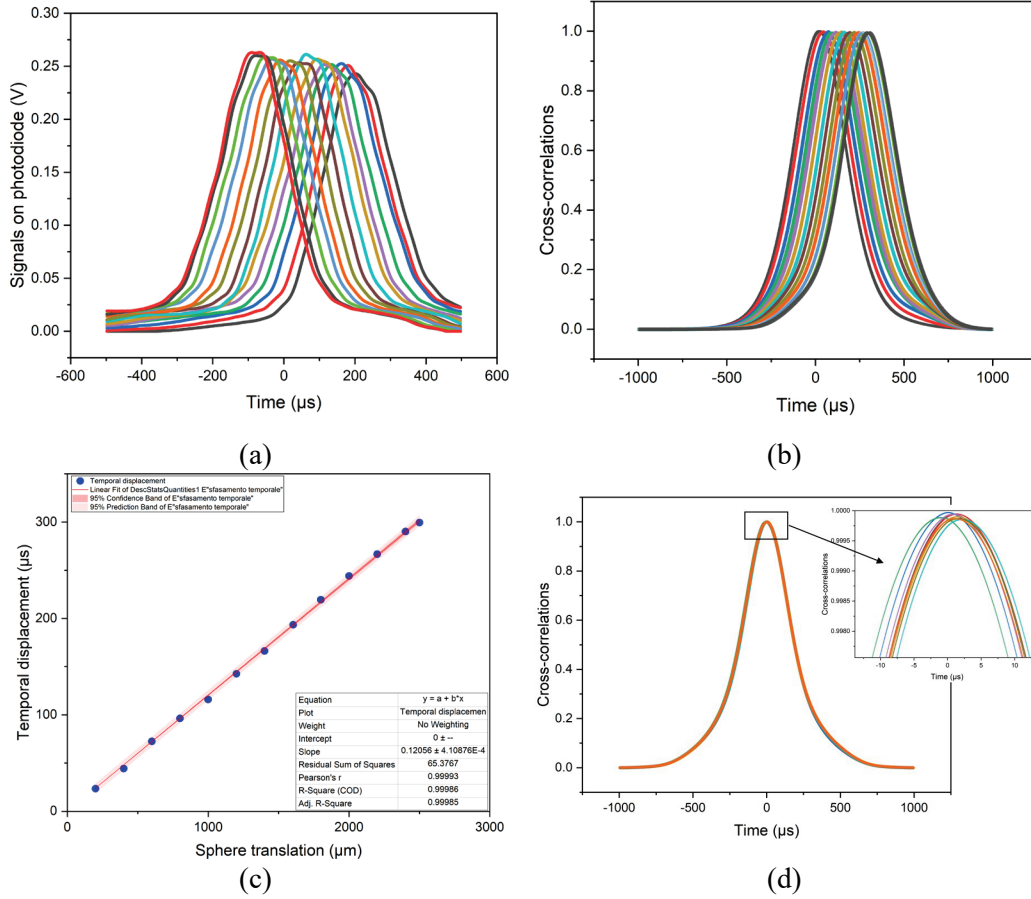 0.30
0.25
0.20
0.15
0.10
0.05
0.00
Signals on photodiode (V)
-600 -400 -200 0 200 400 600
Time (µs)
(a)
1.0
0.8
0.6
0.4
0.2
0.0
Cross-correlations
-1000 -500 0 500 1000
Time (µs)
(b)
Temporal displacement
Linear Fit of DescStatsQuantities1 E"sfasamento temporale"
95% Confidence Band of E"sfasamento temporale"
95% Prediction Band of E"sfasamento temporale"
300
200
100
0
Temporal displacement (µs)
Equation y = a + b*x
Plot Temporal displacemen
Weight No Weighting
Intercept 0 ± --
Slope 0.12056 ± 4.10876E-4
Residual Sum of Squares 65.3767
Pearson's r 0.99993
R-Square (COD) 0.99986
Adj. R-Square 0.99985
0 1000 2000 3000
Sphere translation (µm)
(c)
1.0
0.8
0.6
0.4
0.2
0.0
Cross-correlations
-1000 -500 0 500 1000
Time (µs)
1.0000
0.9995
0.9990
0.9985
0.9980
Cross-correlations
-10 -5 0 5 10
Time (µs)
(d)